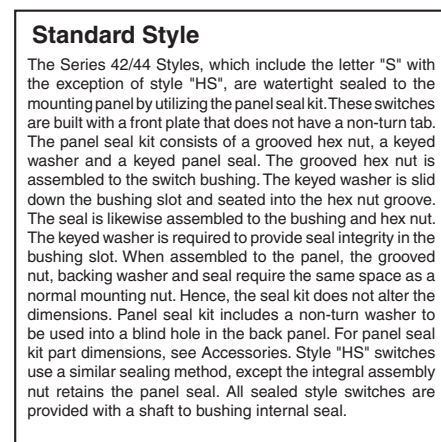 Standard Style
The Series 42/44 Styles, which include the letter "S" with
the exception of style "HS", are watertight sealed to the
mounting panel by utilizing the panel seal kit. These switches
are built with a front plate that does not have a non-turn tab.
The panel seal kit consists of a grooved hex nut, a keyed
washer and a keyed panel seal. The grooved hex nut is
assembled to the switch bushing. The keyed washer is slid
down the bushing slot and seated into the hex nut groove.
The seal is likewise assembled to the bushing and hex nut.
The keyed washer is required to provide seal integrity in the
bushing slot. When assembled to the panel, the grooved
nut, backing washer and seal require the same space as a
normal mounting nut. Hence, the seal kit does not alter the
dimensions. Panel seal kit includes a non-turn washer to
be used into a blind hole in the back panel. For panel seal
kit part dimensions, see Accessories. Style "HS" switches
use a similar sealing method, except the integral assembly
nut retains the panel seal. All sealed style switches are
provided with a shaft to bushing internal seal.